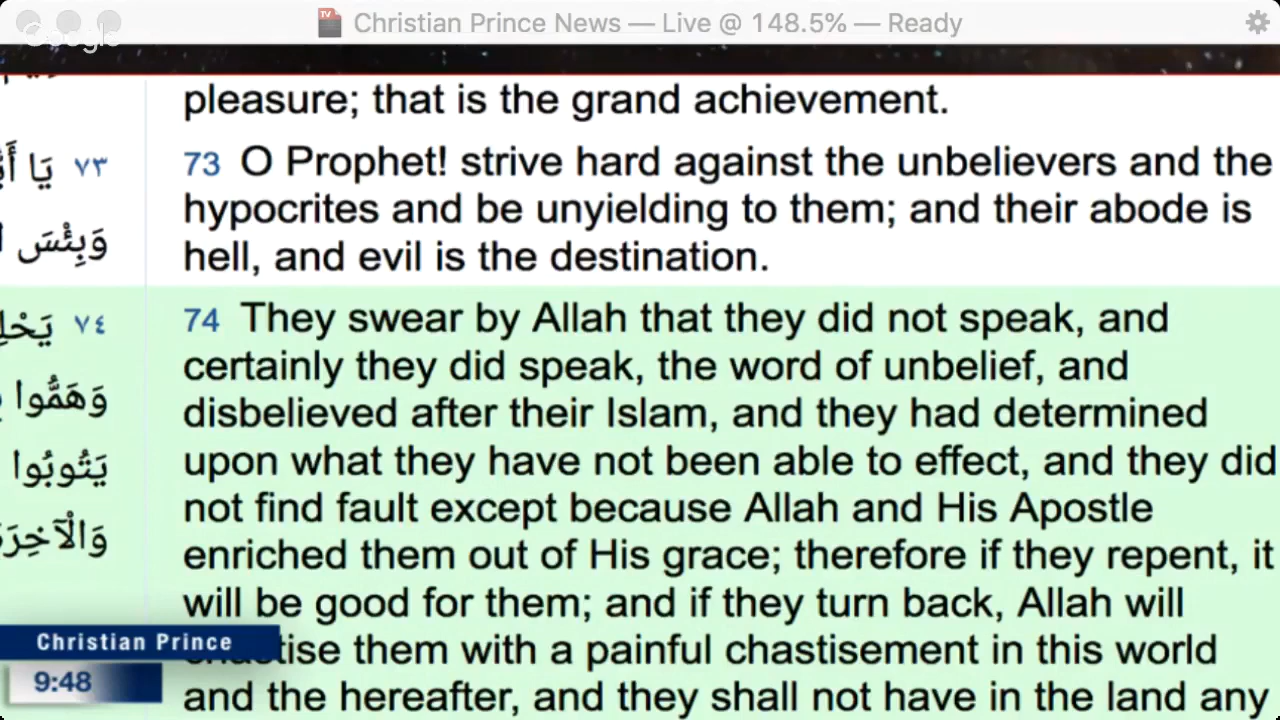 Christian Prince News — Live @ 148.5% — Ready
Google
TV
pleasure; that is the grand achievement.
٧٣ يَا
73 O Prophet! strive hard against the unbelievers and the
hypocrites and be unyielding to them; and their abode is
وَبِئْسَ
hell, and evil is the destination.
٧٤
74 They swear by Allah that they did not speak, and
certainly they did speak, the word of unbelief, and
وَهَمُّوا
disbelieved after their Islam, and they had determined
يَتُوبُوا
upon what they have not been able to effect, and they did
not find fault except because Allah and His Apostle
enriched them out of His grace; therefore if they repent, it
will be good for them; and if they turn back, Allah will
Christian Prince
tise them with a painful chastisement in this world
9:48
and the hereafter, and they shall not have in the land any